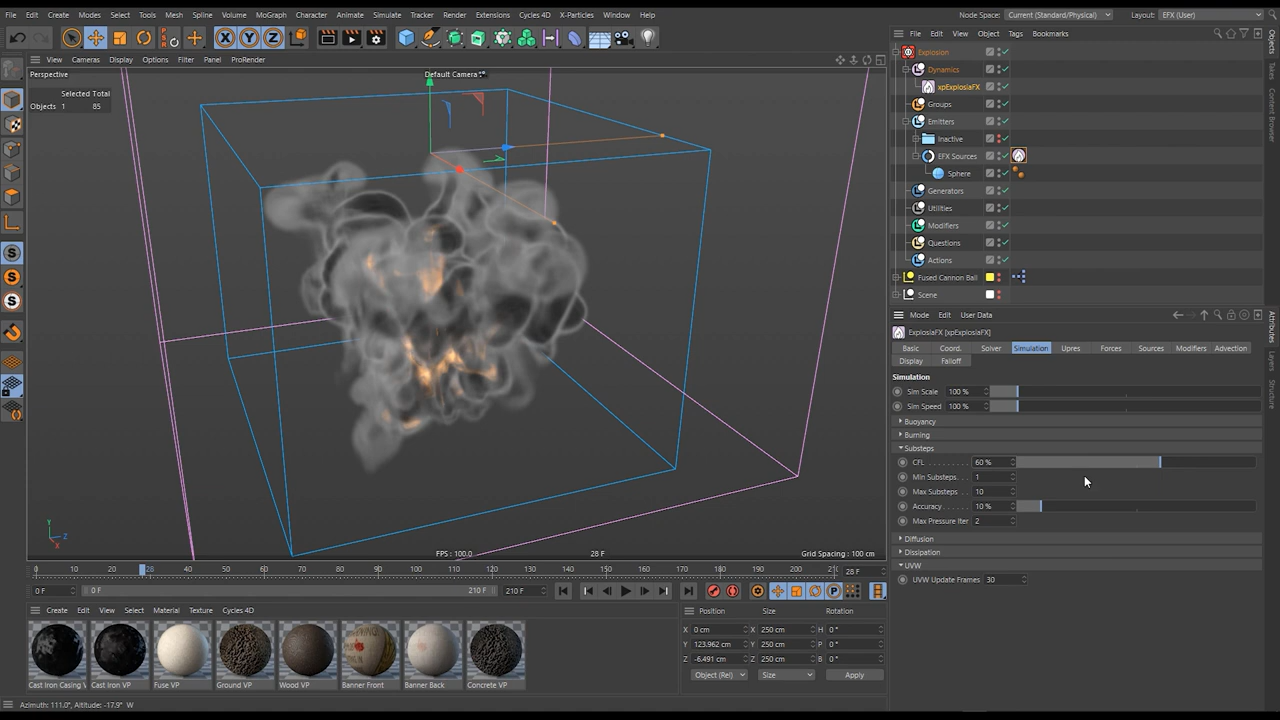 File Edit Create Modes Select Tools Mesh Spline Volume MoGraph Character Animate Simulate Tracker Render Extensions Cycles 4D X-Particles Window Help Node Space: Current (Standard/Physical) Layout: EFX (User)
X Y Z
File Edit View Object Tags Bookmarks
View Cameras Display Options Filter Panel ProRender
Perspective Default Camera
Selected Total
Objects 1 85
Explosion
Dynamics
xpExplosiaFX
Groups
Emitters
Inactive
EFX Sources
Sphere
Generators
Utilities
Modifiers
Questions
Actions
Fused Cannon Ball
Scene
Objects
Takes
Content Browser
Mode Edit User Data
ExplosiaFX [xpExplosiaFX]
Basic Coord. Solver Simulation Upres Forces Sources Modifiers Advection
Display Falloff
Simulation
Sim Scale 100 %
Sim Speed 100 %
Buoyancy
Burning
Substeps
CFL 60 %
Min Substeps 1
Max Substeps 10
Accuracy 10 %
Max Pressure Iter 2
Diffusion
Dissipation
UVW
UVW Update Frames 30
Attributes
Layers
Structure
Y
Z
X
FPS : 100.0 28 F Grid Spacing : 100 cm
0 10 20 28 30 40 50 60 70 80 90 100 110 120 130 140 150 160 170 180 190 200 21 28 F
0 F 0 F 210 F 210 F
Create Edit View Select Material Texture Cycles 4D
Position Size Rotation
X 0 cm X 250 cm H 0 °
Y 123.962 cm Y 250 cm P 0 °
Z -6.491 cm Z 250 cm B 0 °
Object (Rel) Size Apply
Cast Iron Casing V Cast Iron VP Fuse VP Ground VP Wood VP Banner Front Banner Back Concrete VP
Azimuth: 111.0°, Altitude: -17.9° W